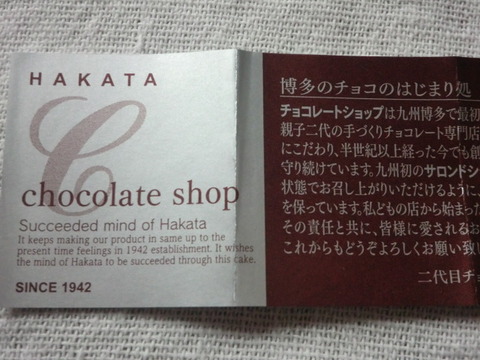 HAKATA
C
chocolate shop
Succeeded mind of Hakata
It keeps making our product in same up to the
present time feelings in 1942 establishment. It wishes
the mind of Hakata to be succeeded through this cake.
SINCE 1942
博多のチョコのはじまり処
チョコレートショップは九州博多で最初
親子二代の手づくりチョコレート専門店
にこだわり、半世紀以上経った今でも創
守り続けています。九州初のサロンドシ
状態でお召し上がりいただけるように、
を保っています。私どもの店から始まった
その責任と共に、皆様に愛される
これからもどうぞよろしくお願い致し
二代目チョ